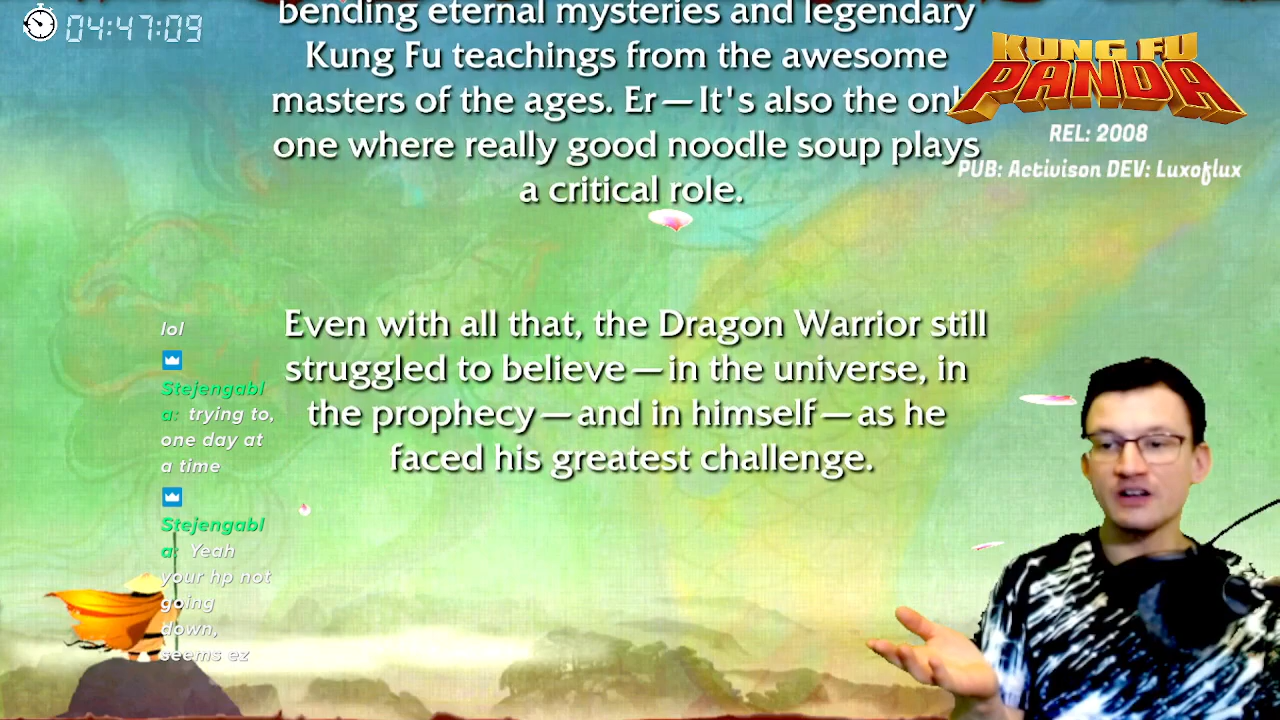 04:47:09
bending eternal mysteries and legendary
Kung Fu teachings from the awesome
masters of the ages. Er—It's also the only
one where really good noodle soup plays
a critical role.
KUNG FU
PANDA
REL: 2008
PUB: Activison DEV: Luxoflux
Even with all that, the Dragon Warrior still
struggled to believe—in the universe, in
the prophecy—and in himself—as he
faced his greatest challenge.
lol
Stejengabl
a: trying to,
one day at
a time
Stejengabl
a: Yeah
your hp not
going
down,
seems ez